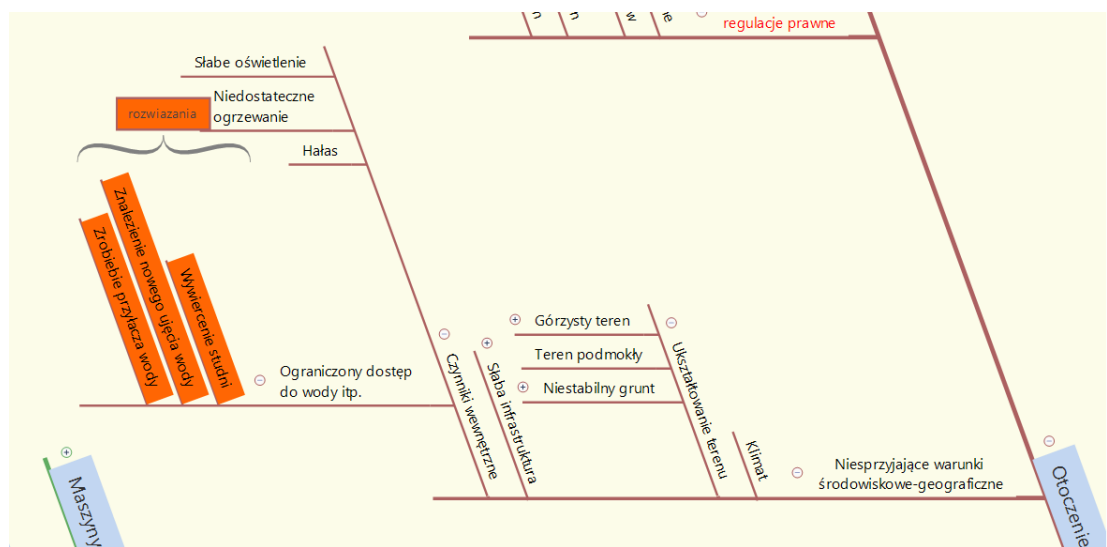 regulacje prawne
Słabe oświetlenie
Niedostateczne
ogrzewanie
rozwiazania
Hałas
Zrobiebie przyłacza wody
Znalezienie nowego ujęcia wody
Wywiercenie studni
Ograniczony dostęp
do wody itp.
Czynniki wewnętrzne
Słaba infrastruktura
Górzysty teren
Teren podmokły
Niestabilny grunt
Ukształtowanie terenu
Klimat
Niesprzyjające warunki
środowiskowe-geograficzne
Otoczenie
Maszyny